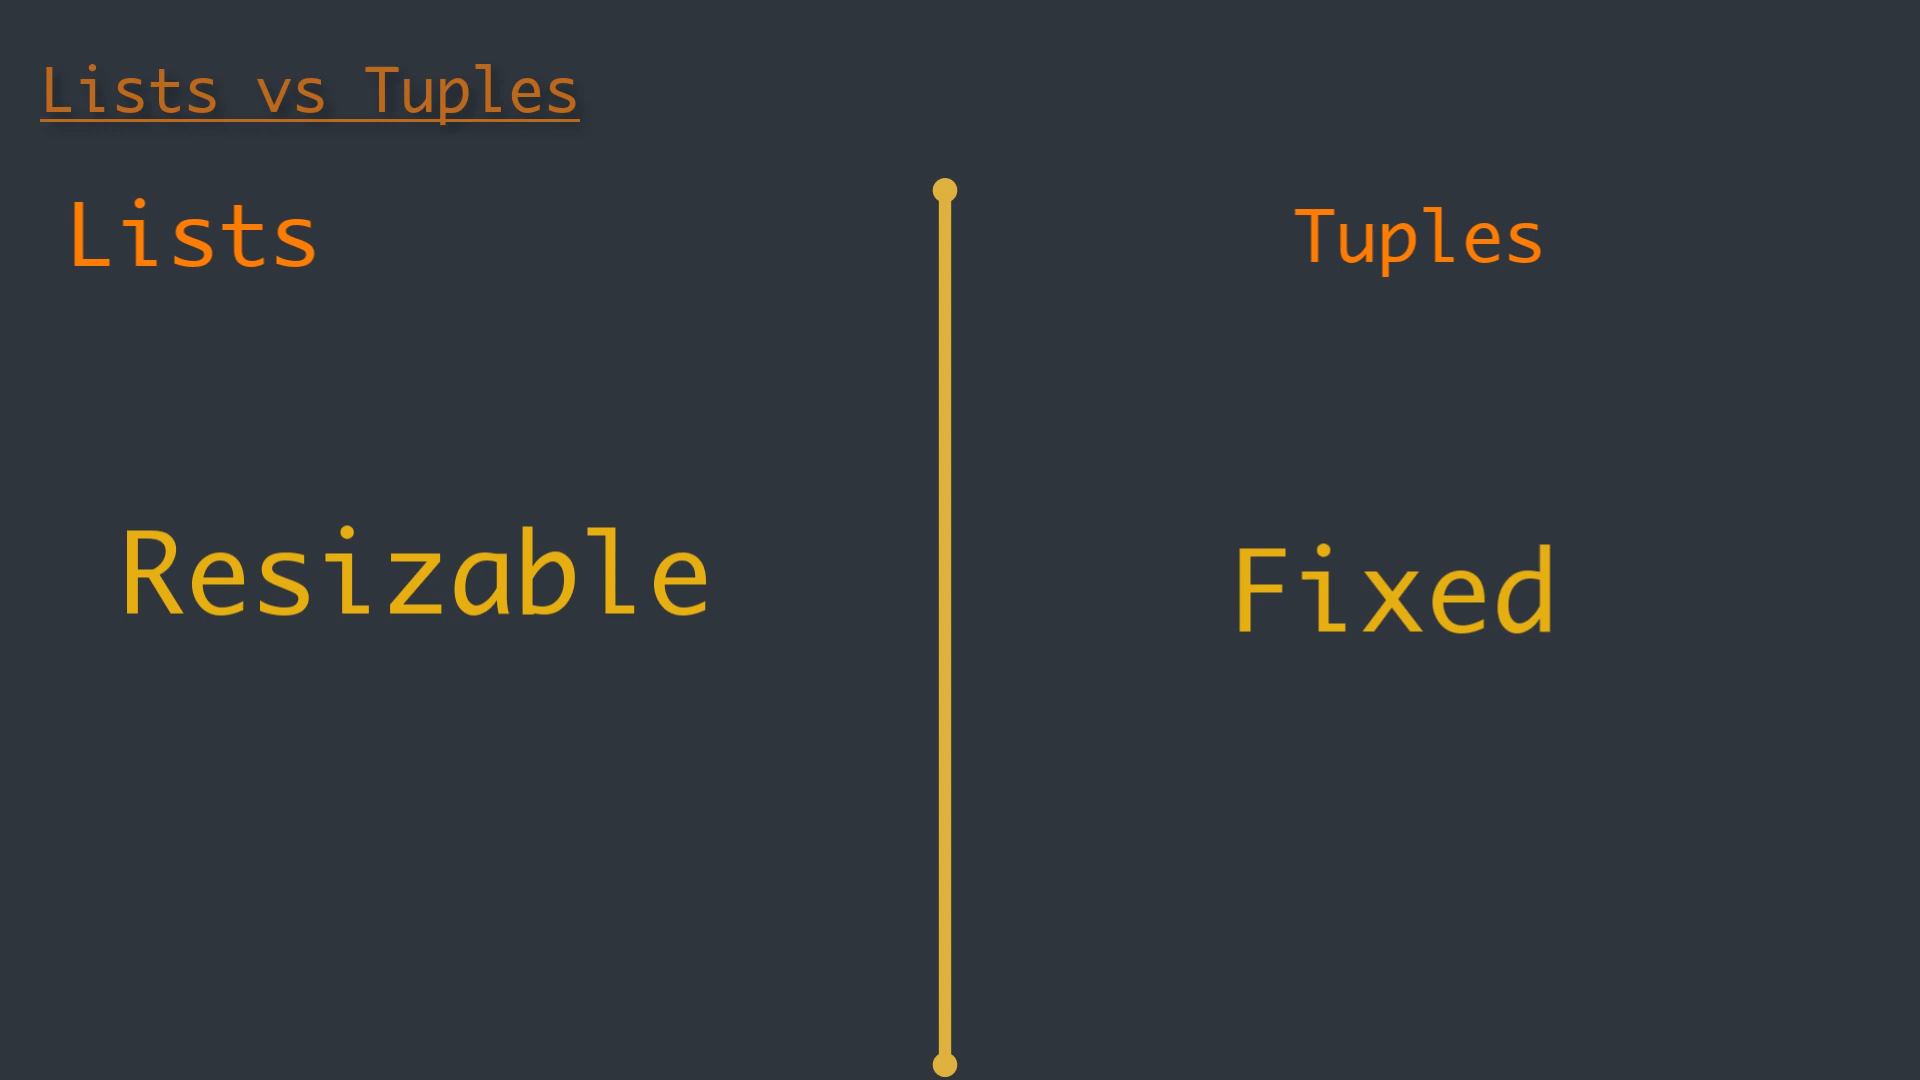 Lists vs Tuples
Lists
Tuples
Resizable
Fixed